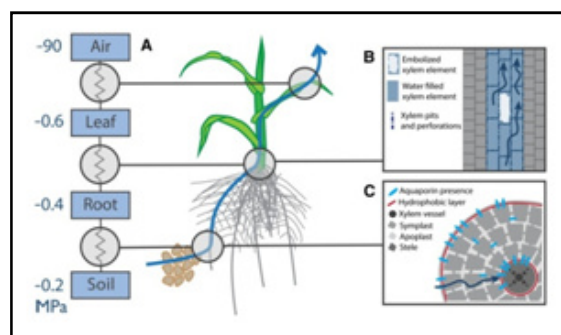 -90
Air
A
-0.6
Leaf
-0.4
Root
-0.2
MPa
Soil
B
Embolized
xylem element
Water filled
xylem element
Xylem pits
and perforations
C
Aquaporin presence
Hydrophobic layer
Xylem vessel
Symplast
Apoplast
Stele